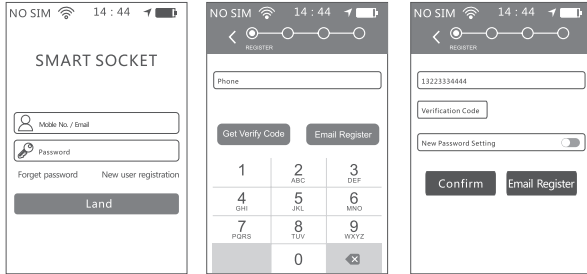 NO SIM 14 : 44
SMART SOCKET
Moble No. / Email
Password
Forget password New user registration
Land
NO SIM 14 : 44
REGISTER
Phone
Get Verify Code Email Register
1 2 ABC 3 DEF
4 GHI 5 JKL 6 MNO
7 PQRS 8 TUV 9 WXYZ
0
NO SIM 14 : 44
REGISTER
13223334444
Verification Code
New Password Setting
Confirm Email Register